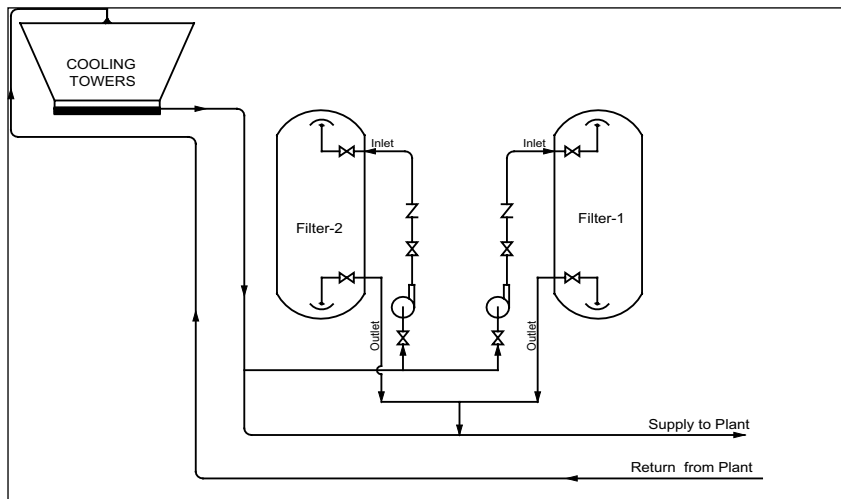 COOLING
TOWERS
Inlet
Inlet
Filter-2
Filter-1
Outlet
Outlet
Supply to Plant
Return from Plant